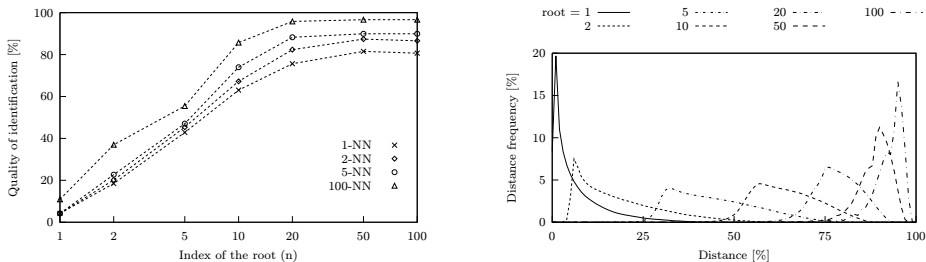 100
80
60
40
20
0
Quality of identification [%]
1-NN
2-NN
5-NN
100-NN
1 2 5 10 20 50 100
Index of the root (n)
root = 1 5 20 100
2 10 50
20
15
10
5
0
Distance frequency [%]
0 25 50 75 100
Distance [%]